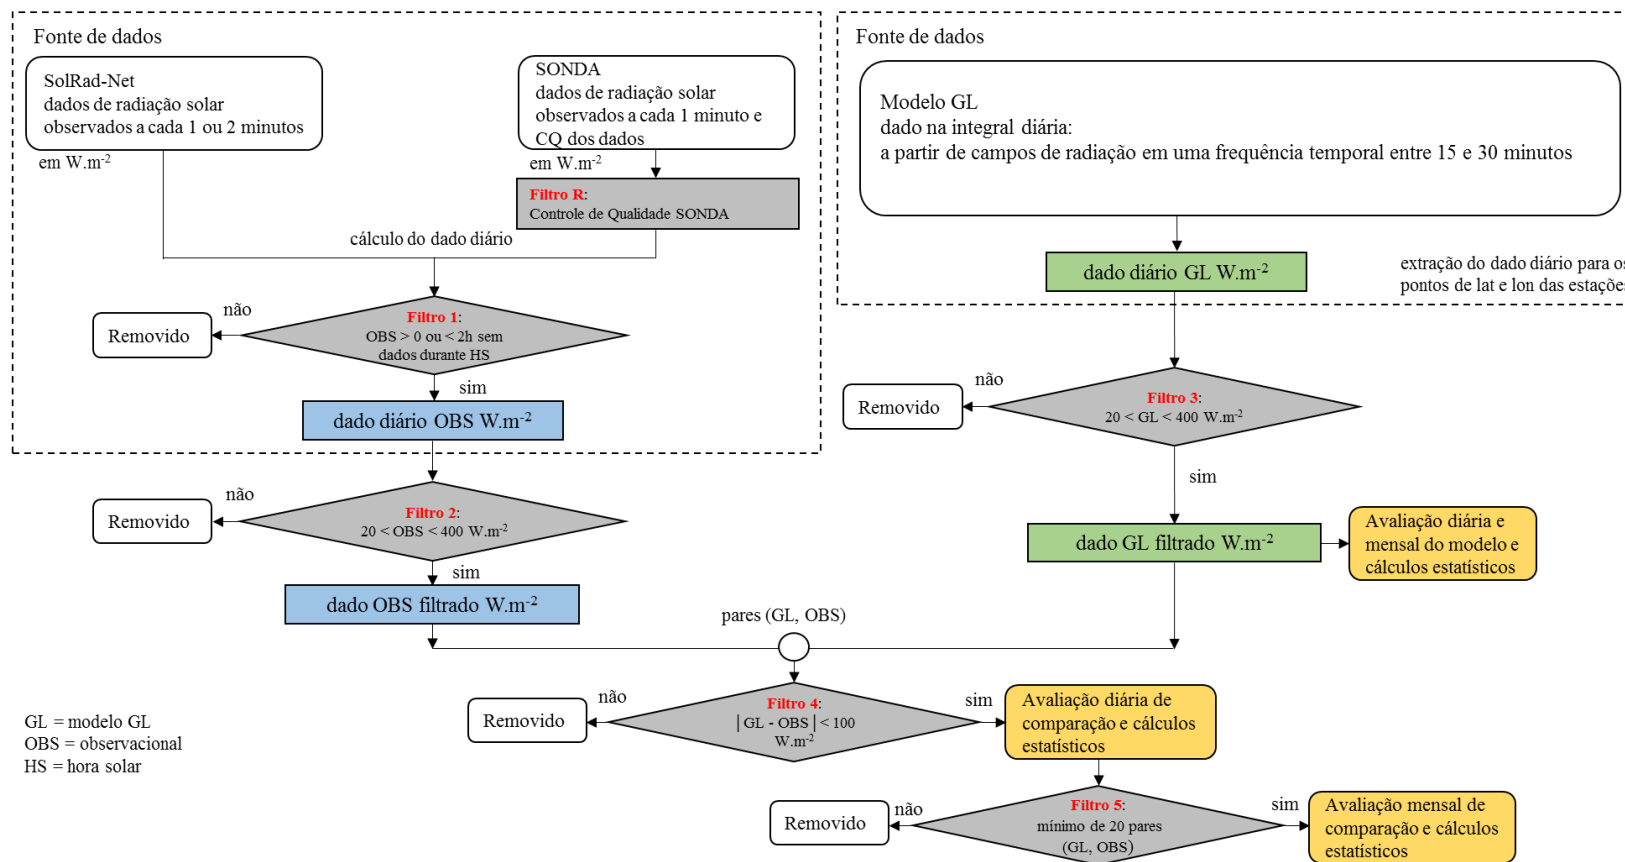 Fonte de dados
SolRad-Net
dados de radiação solar
observados a cada 1 ou 2 minutos
em W.m⁻²
SONDA
dados de radiação solar
observados a cada 1 minuto e
CQ dos dados
em W.m⁻²
Filtro R:
Controle de Qualidade SONDA
cálculo do dado diário
não
Removido
Filtro 1:
OBS > 0 ou < 2h sem
dados durante HS
sim
dado diário OBS W.m⁻²
não
Removido
Filtro 2:
20 < OBS < 400 W.m⁻²
sim
dado OBS filtrado W.m⁻²
Fonte de dados
Modelo GL
dado na integral diária:
a partir de campos de radiação em uma frequência temporal entre 15 e 30 minutos
dado diário GL W.m⁻²
extração do dado diário para os
pontos de lat e lon das estações
não
Removido
Filtro 3:
20 < GL < 400 W.m⁻²
sim
dado GL filtrado W.m⁻²
Avaliação diária e
mensal do modelo e
cálculos estatísticos
pares (GL, OBS)
não
Removido
Filtro 4:
|GL - OBS| < 100
W.m⁻²
sim
Avaliação diária de
comparação e cálculos
estatísticos
não
Removido
Filtro 5:
mínimo de 20 pares
(GL, OBS)
sim
Avaliação mensal de
comparação e cálculos
estatísticos
GL = modelo GL
OBS = observacional
HS = hora solar